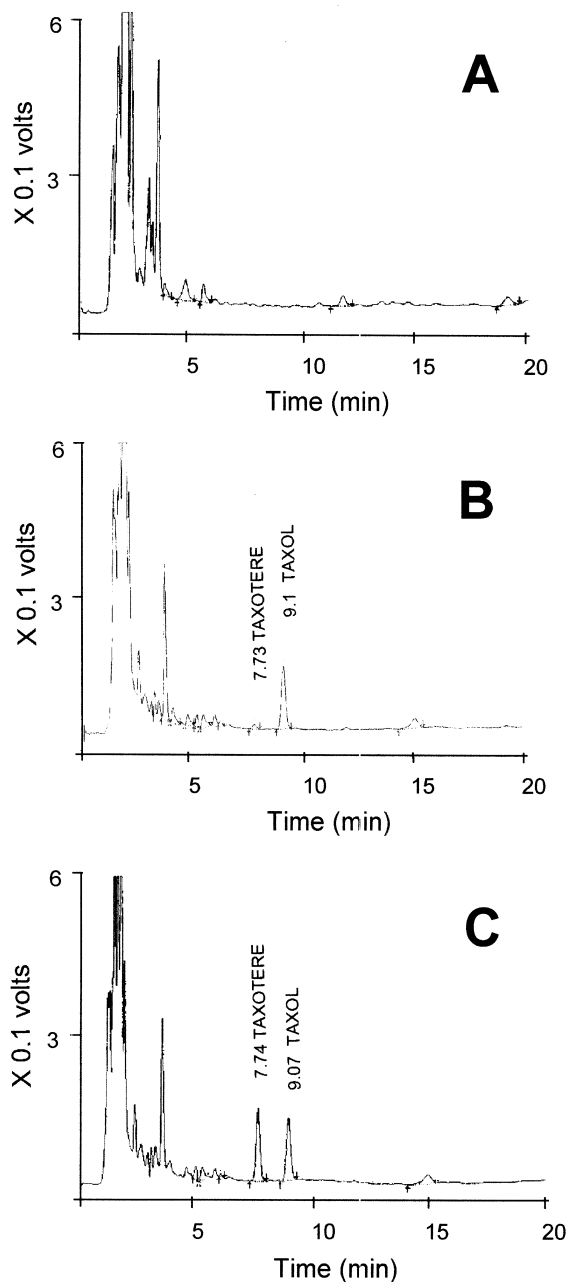 A
6
3
X 0.1 volts
5
10
15
20
Time (min)
B
6
3
X 0.1 volts
7.73 TAXOTERE
9.1 TAXOL
5
10
15
20
Time (min)
C
6
3
X 0.1 volts
7.74 TAXOTERE
9.07 TAXOL
5
10
15
20
Time (min)